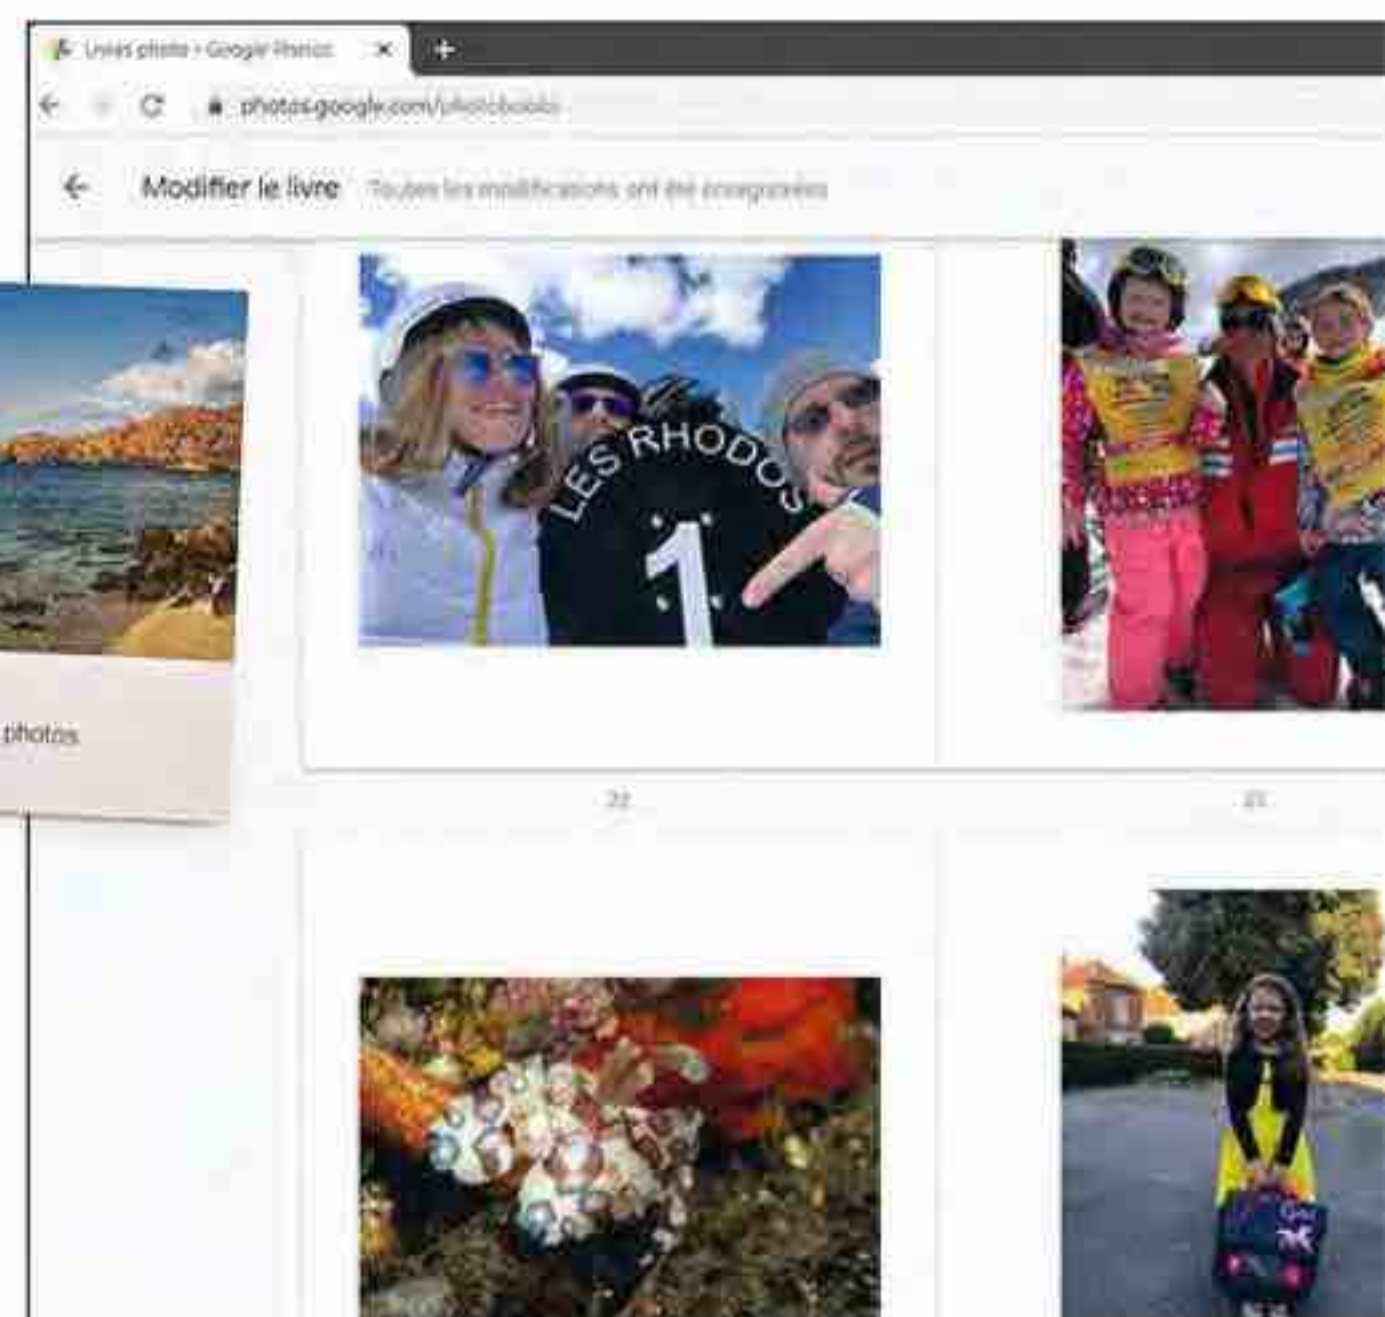 Livres photo - Google Photos
photos.google.com/photobooks
Modifier le livre Toutes les modifications ont été enregistrées
LES RHODOS
1
photos
22